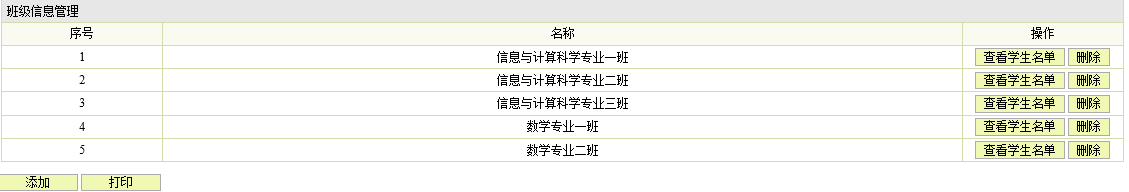 班级信息管理
序号 名称 操作
1 信息与计算科学专业一班 查看学生名单 删除
2 信息与计算科学专业二班 查看学生名单 删除
3 信息与计算科学专业三班 查看学生名单 删除
4 数学专业一班 查看学生名单 删除
5 数学专业二班 查看学生名单 删除
添加 打印